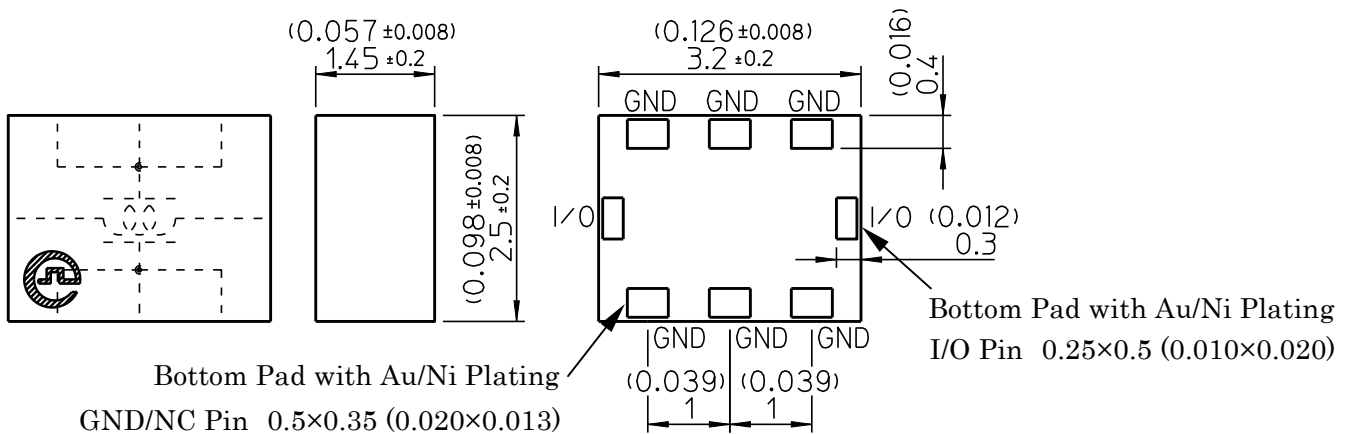 (0.057 ±0.008)
1.45 ±0.2
(0.126 ±0.008)
3.2 ±0.2
(0.016)
0.4
GND GND GND
(0.098 ±0.008)
2.5 ±0.2
I/O
I/O (0.012)
0.3
GND GND
Bottom Pad with Au/Ni Plating
I/O Pin 0.25×0.5 (0.010×0.020)
Bottom Pad with Au/Ni Plating
GND/NC Pin 0.5×0.35 (0.020×0.013)
(0.039) (0.039)
1 1
GND